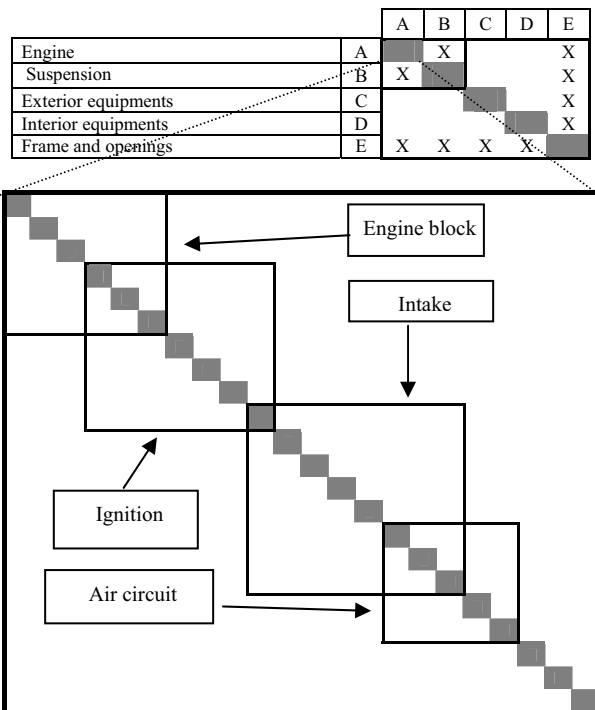 A B C D E
Engine A X X
Suspension B X X
Exterior equipments C X
Interior equipments D X
Frame and openings E X X X X
Engine block
Intake
Ignition
Air circuit